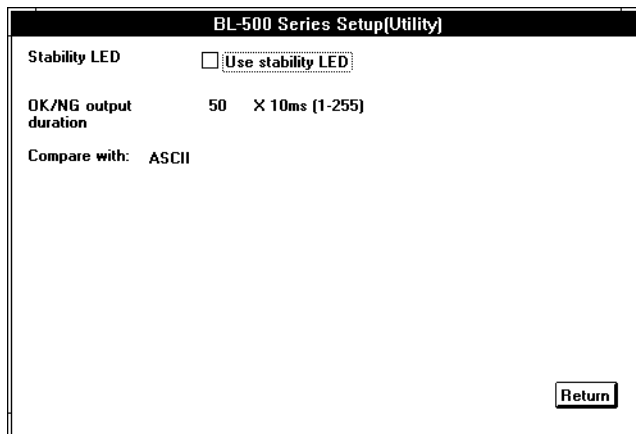 BL-500 Series Setup(Utility)
Stability LED Use stability LED
OK/NG output duration 50 X 10ms (1-255)
Compare with: ASCII
Return